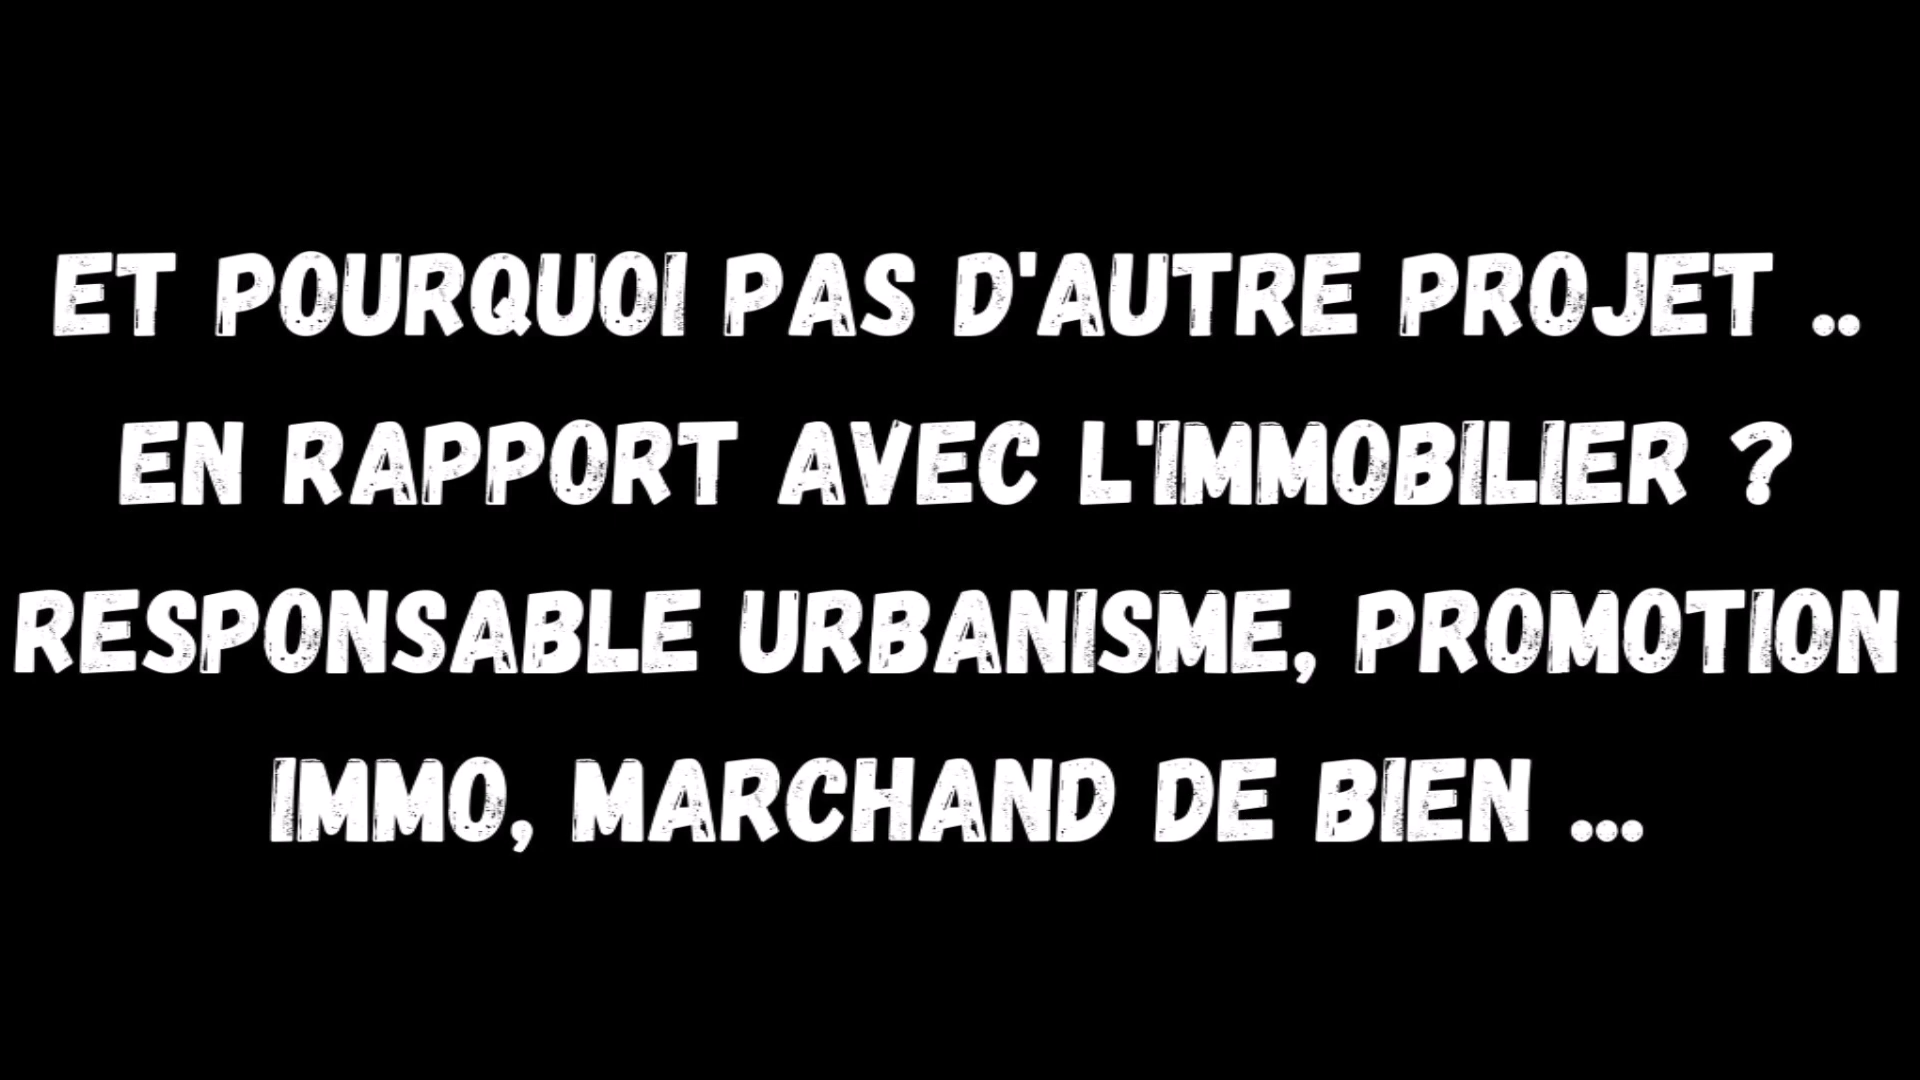 ET POURQUOI PAS D'AUTRE PROJET ..
EN RAPPORT AVEC L'IMMOBILIER ?
RESPONSABLE URBANISME, PROMOTION
IMMO, MARCHAND DE BIEN ...